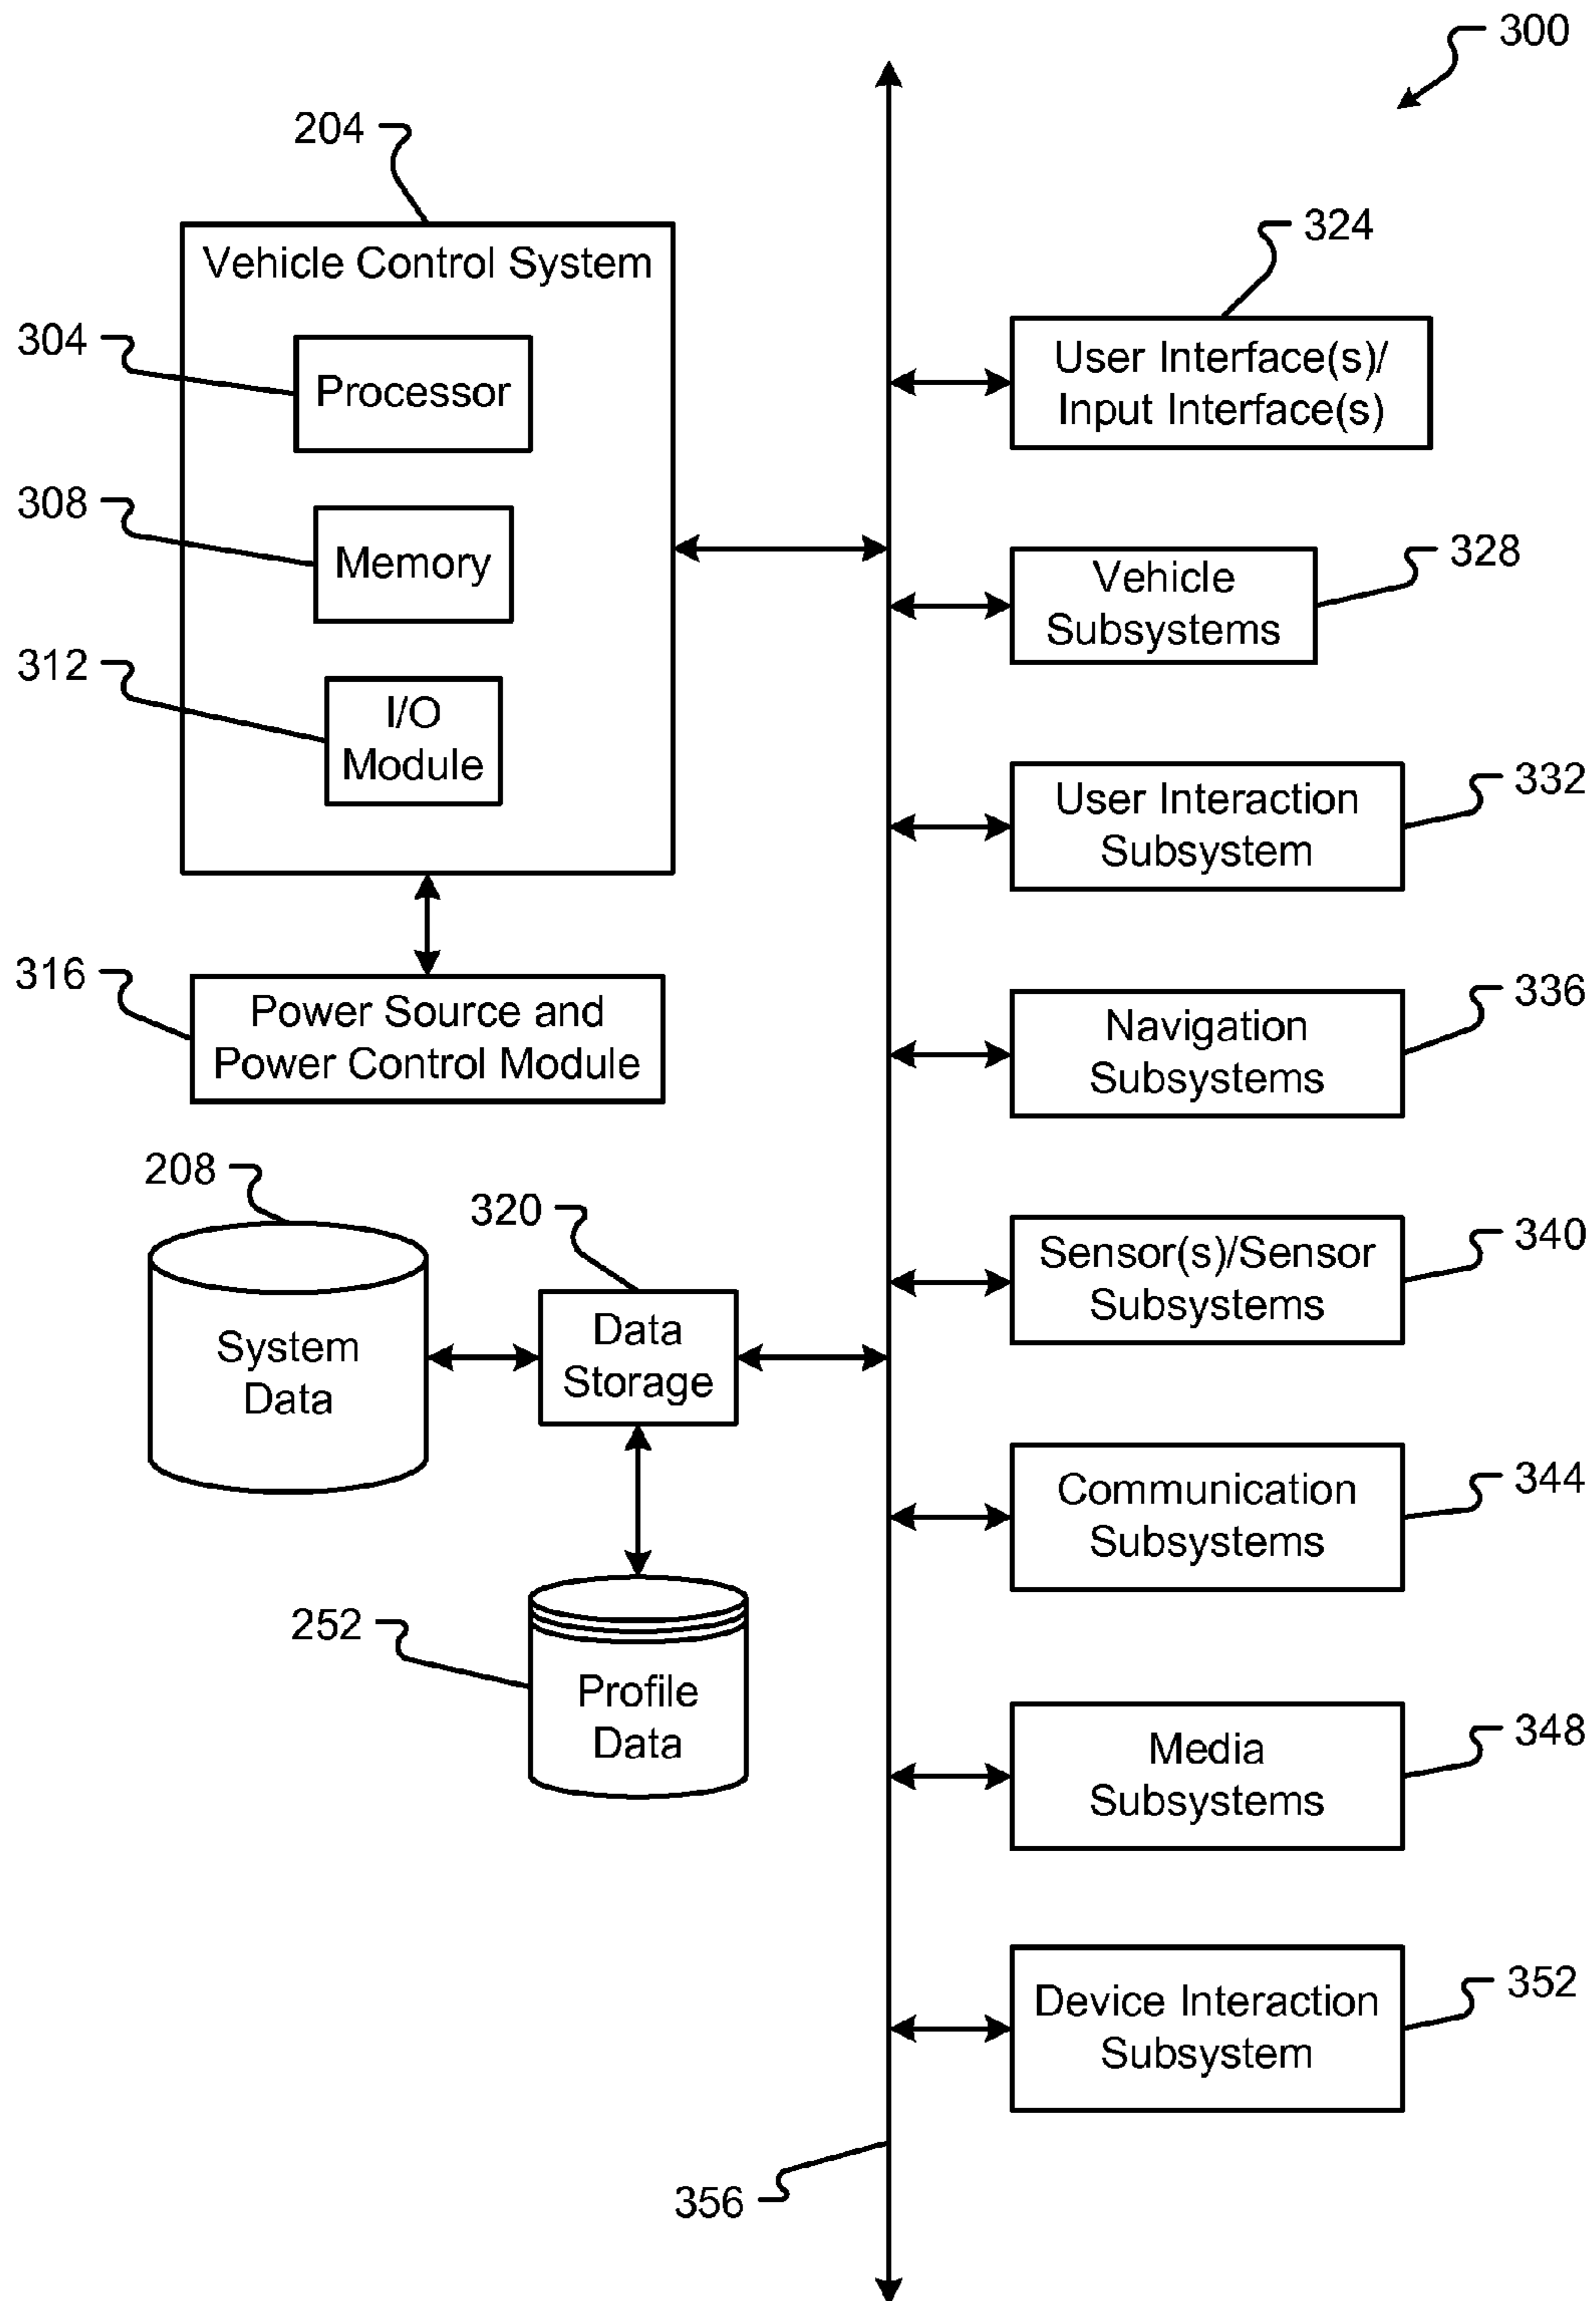 300
204
Vehicle Control System
304
Processor
308
Memory
312
I/O
Module
316
Power Source and
Power Control Module
208
System
Data
320
Data
Storage
252
Profile
Data
356
324
User Interface(s)/
Input Interface(s)
328
Vehicle
Subsystems
332
User Interaction
Subsystem
336
Navigation
Subsystems
340
Sensor(s)/Sensor
Subsystems
344
Communication
Subsystems
348
Media
Subsystems
352
Device Interaction
Subsystem